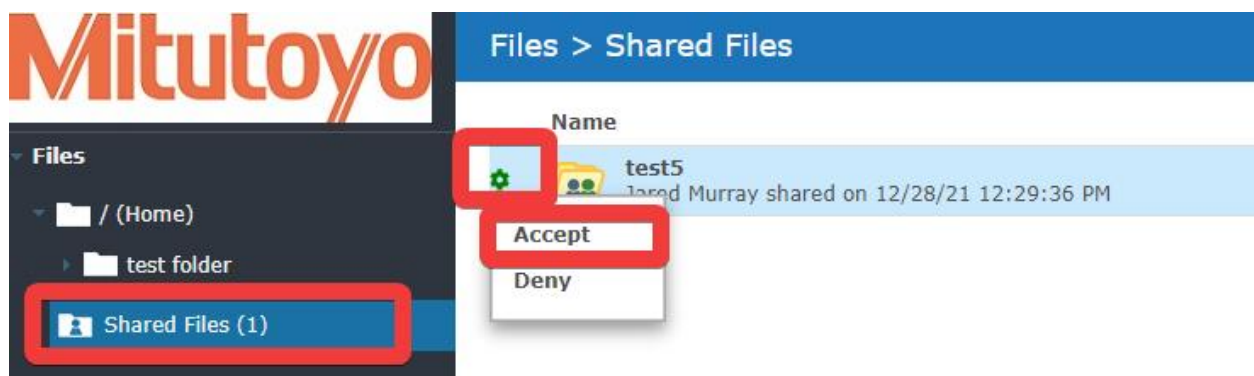 Mitutoyo
Files
/ (Home)
test folder
Shared Files (1)
Files > Shared Files
Name
test5
Jared Murray shared on 12/28/21 12:29:36 PM
Accept
Deny